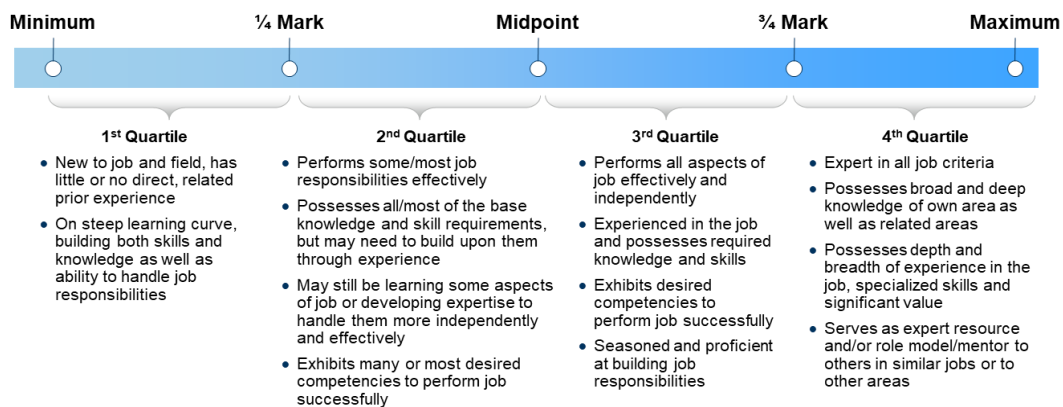 Minimum
¼ Mark
Midpoint
¾ Mark
Maximum
1st Quartile
• New to job and field, has
little or no direct, related
prior experience
• On steep learning curve,
building both skills and
knowledge as well as
ability to handle job
responsibilities
2nd Quartile
• Performs some/most job
responsibilities effectively
• Possesses all/most of the base
knowledge and skill requirements,
but may need to build upon them
through experience
• May still be learning some aspects
of job or developing expertise to
handle them more independently
and effectively
• Exhibits many or most desired
competencies to perform job
successfully
3rd Quartile
• Performs all aspects of
job effectively and
independently
• Experienced in the job
and possesses required
knowledge and skills
• Exhibits desired
competencies to
perform job successfully
• Seasoned and proficient
at building job
responsibilities
4th Quartile
• Expert in all job criteria
• Possesses broad and deep
knowledge of own area as
well as related areas
• Possesses depth and
breadth of experience in the
job, specialized skills and
significant value
• Serves as expert resource
and/or role model/mentor to
others in similar jobs or to
other areas